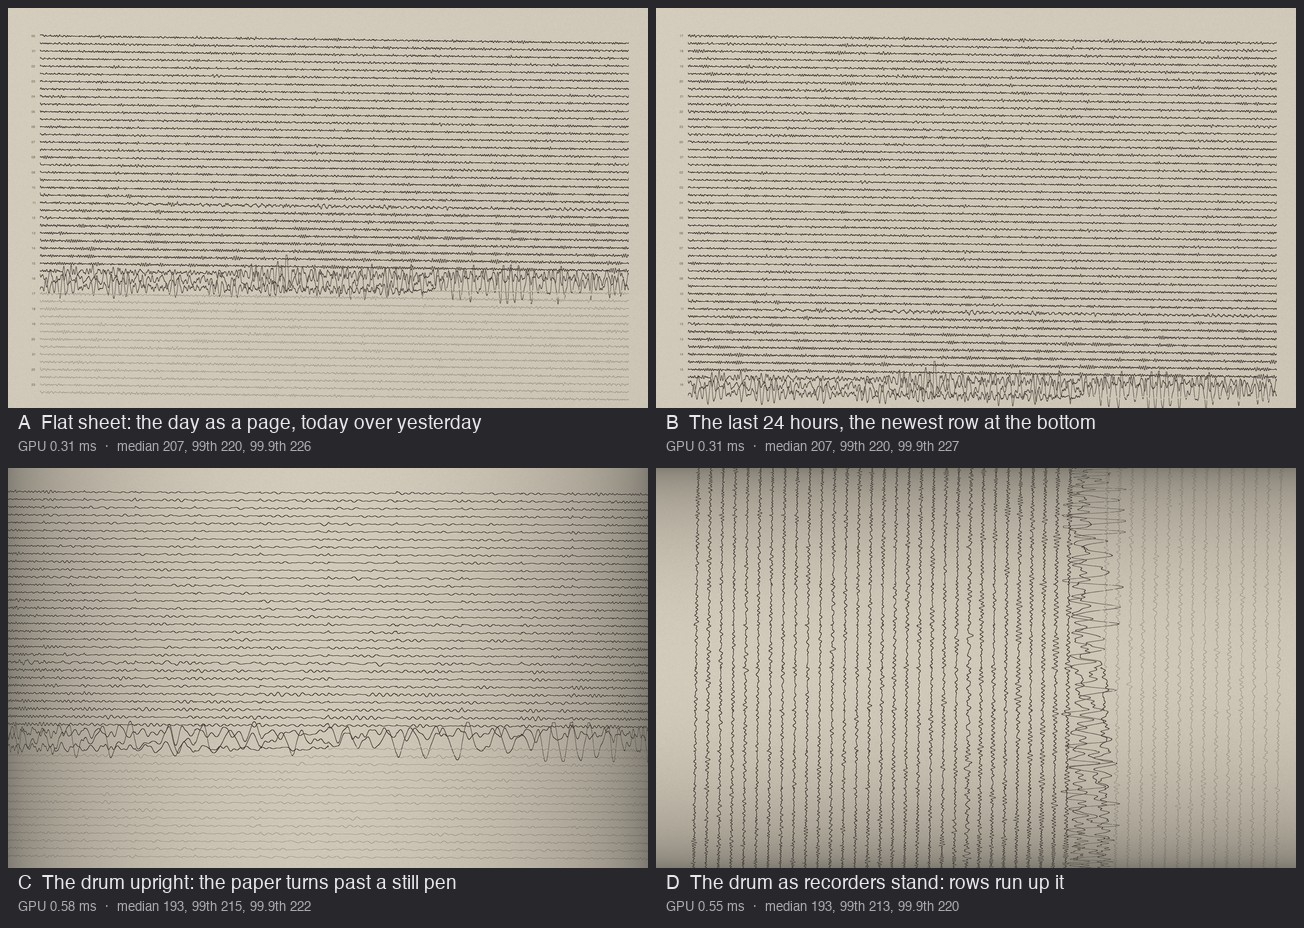 A Flat sheet: the day as a page, today over yesterday
GPU 0.31 ms · median 207, 99th 220, 99.9th 226
B The last 24 hours, the newest row at the bottom
GPU 0.31 ms · median 207, 99th 220, 99.9th 227
C The drum upright: the paper turns past a still pen
GPU 0.58 ms · median 193, 99th 215, 99.9th 222
D The drum as recorders stand: rows run up it
GPU 0.55 ms · median 193, 99th 213, 99.9th 220